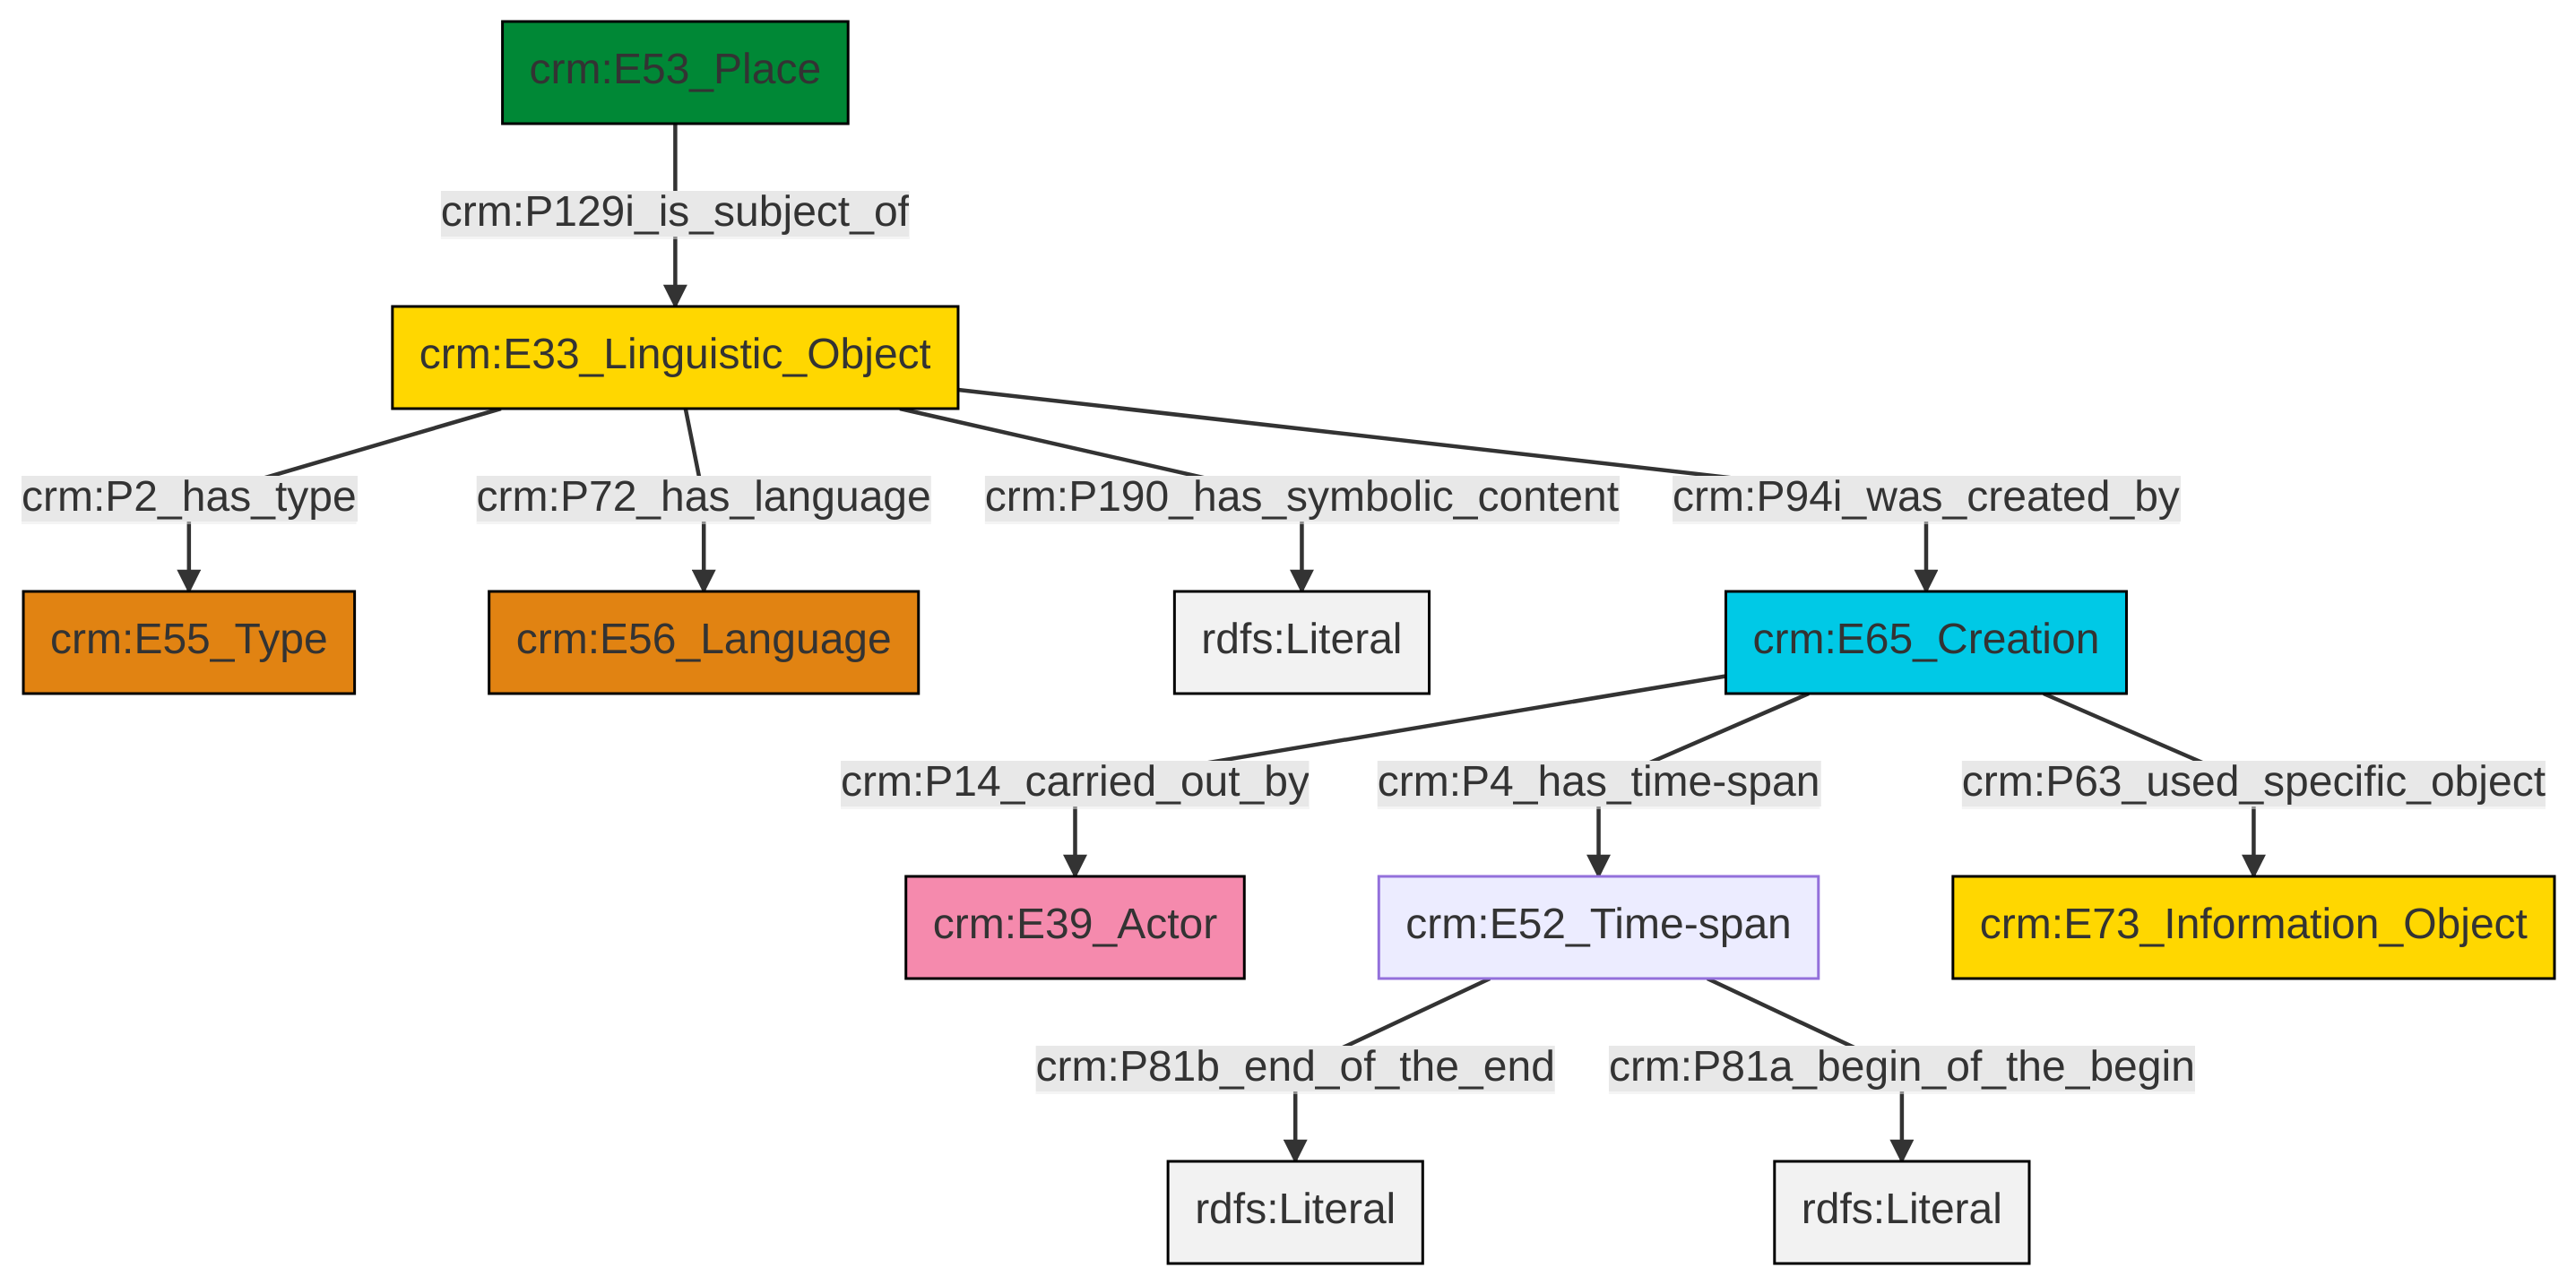 crm:E53_Place
crm:P129i_is_subject_of
crm:E33_Linguistic_Object
crm:P2_has_type
crm:P72_has_language
crm:P190_has_symbolic_content
crm:P94i_was_created_by
crm:E55_Type
crm:E56_Language
rdfs:Literal
crm:E65_Creation
crm:P14_carried_out_by
crm:P4_has_time-span
crm:P63_used_specific_object
crm:E39_Actor
crm:E52_Time-span
crm:E73_Information_Object
crm:P81b_end_of_the_end
crm:P81a_begin_of_the_begin
rdfs:Literal
rdfs:Literal